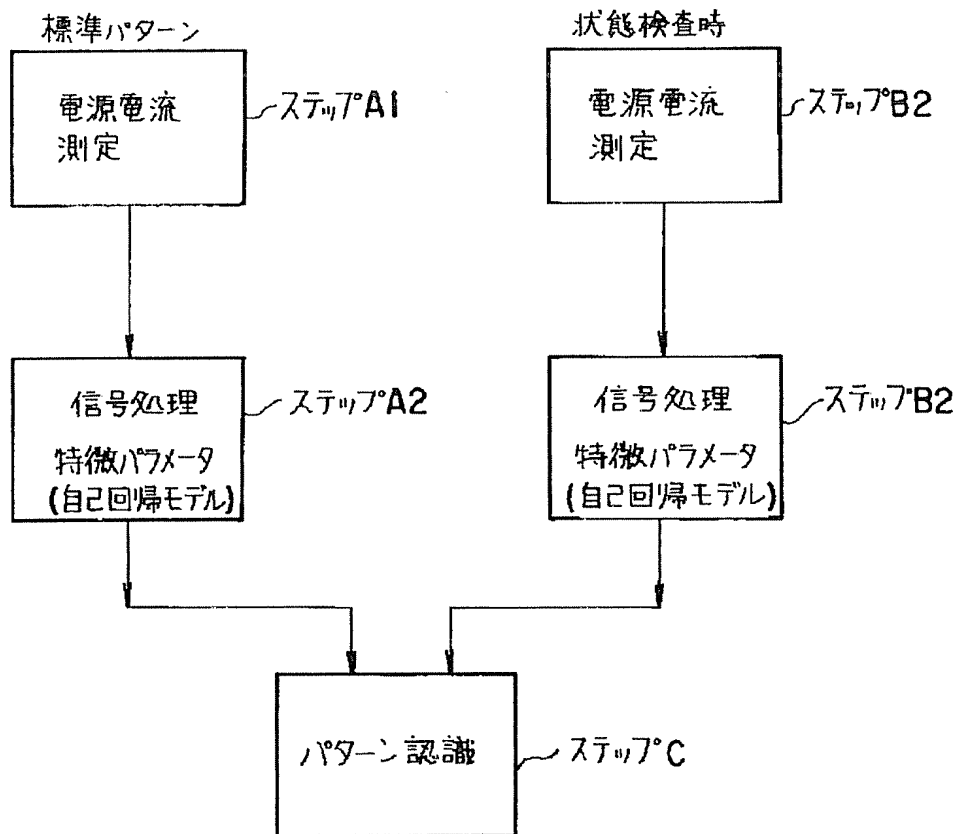 標準パターン
電源電流
測定
ステップA1
状態検査時
電源電流
測定
ステップB2
信号処理
特微パラメータ
(自己回帰モデル)
ステップA2
信号処理
特微パラメータ
(自己回帰モデル)
ステップB2
パターン認識
ステップC